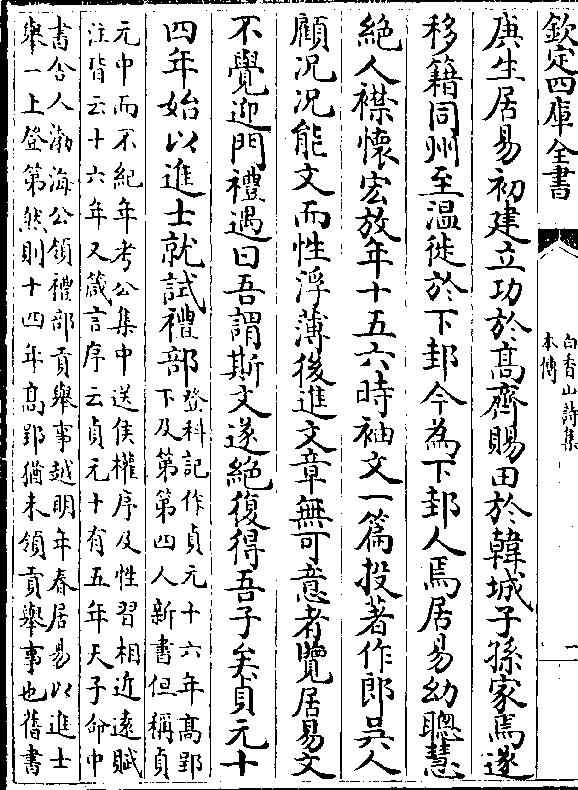 欽定四庫全書
白香山詩集
本傳
一
庚生居易初建立功於髙齊賜田於韓城子孫家焉遂
移籍同州至温徙於下邽今為下邽人焉居易幼聰慧
絶人襟懷宏放年十五六時袖文一篇投著作郎吳人
顧况况能文而性浮薄後進文章無可意者覽居易文
不覺迎門禮遇曰吾謂斯文遂絶復得吾子矣貞元十
四年始以進士就試禮部
登科記作貞元十六年髙郢
下及第第四人新書但稱貞
元中而不紀年考公集中送侯權序及性習相近逺賦
注皆云十六年又箴言序云貞元十有五年天子命中
書舍人渤海公領禮部貢舉事越明年春居易以進士
舉一上登第然則十四年髙郢猶未領貢舉事也舊書